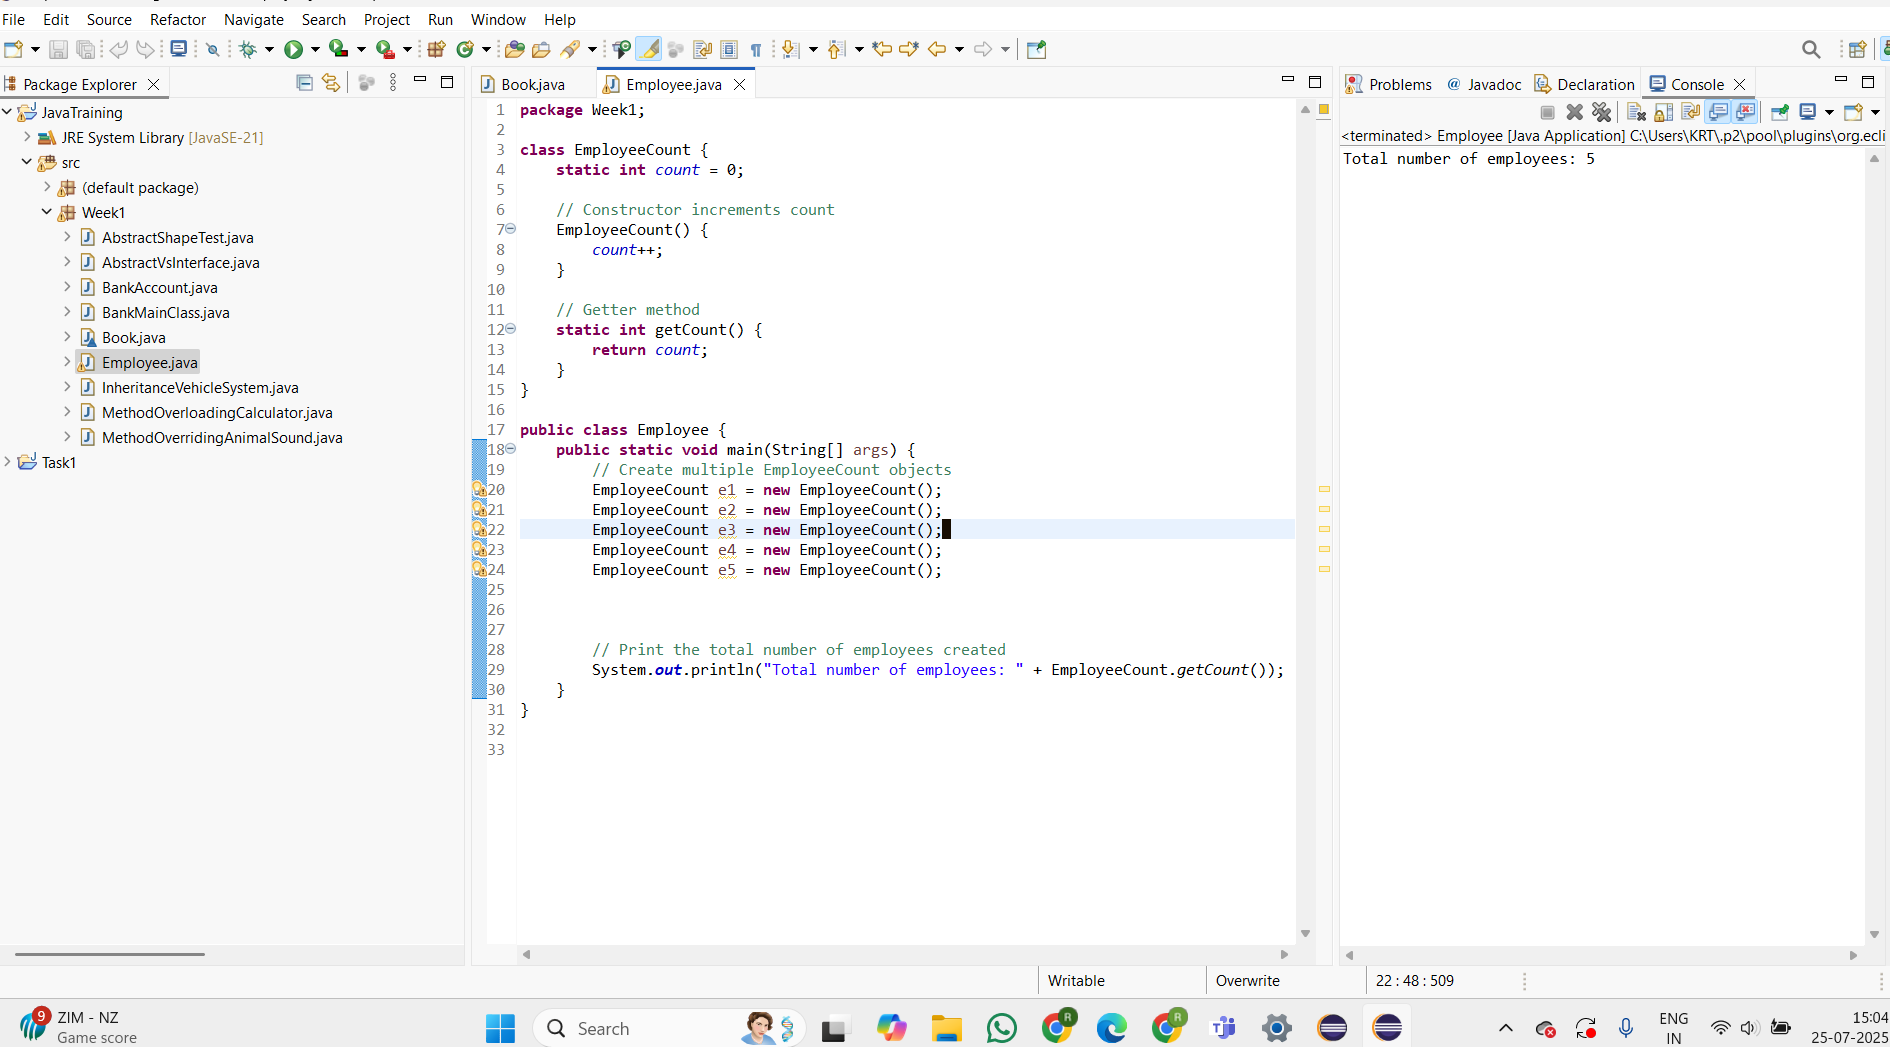 File Edit Source Refactor Navigate Search Project Run Window Help
Package Explorer
JavaTraining
JRE System Library [JavaSE-21]
src
(default package)
Week1
AbstractShapeTest.java
AbstractVsInterface.java
BankAccount.java
BankMainClass.java
Book.java
Employee.java
InheritanceVehicleSystem.java
MethodOverloadingCalculator.java
MethodOverridingAnimalSound.java
Task1
Book.java Employee.java
1 package Week1;
2
3 class EmployeeCount {
4 static int count = 0;
5
6 // Constructor increments count
7 EmployeeCount() {
8 count++;
9 }
10
11 // Getter method
12 static int getCount() {
13 return count;
14 }
15 }
16
17 public class Employee {
18 public static void main(String[] args) {
19 // Create multiple EmployeeCount objects
20 EmployeeCount e1 = new EmployeeCount();
21 EmployeeCount e2 = new EmployeeCount();
22 EmployeeCount e3 = new EmployeeCount();
23 EmployeeCount e4 = new EmployeeCount();
24 EmployeeCount e5 = new EmployeeCount();
25
26
27
28 // Print the total number of employees created
29 System.out.println("Total number of employees: " + EmployeeCount.getCount());
30 }
31 }
32
33
Problems @ Javadoc Declaration Console
<terminated> Employee [Java Application] C:\Users\KRT\.p2\pool\plugins\org.ecli
Total number of employees: 5
Writable Overwrite 22 : 48 : 509
9 ZIM - NZ
Game score
Search
R
R
ENG
IN
15:04
25-07-2025